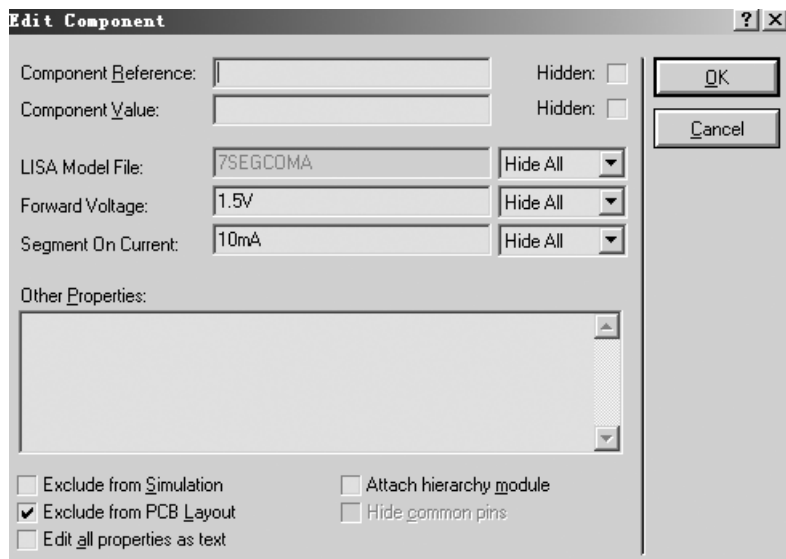 Edit Component
Component Reference:
Hidden:
OK
Component Value:
Hidden:
Cancel
LISA Model File:
7SEGCOMA
Hide All
Forward Voltage:
1.5V
Hide All
Segment On Current:
10mA
Hide All
Other Properties:
Exclude from Simulation
Attach hierarchy module
Exclude from PCB Layout
Hide common pins
Edit all properties as text